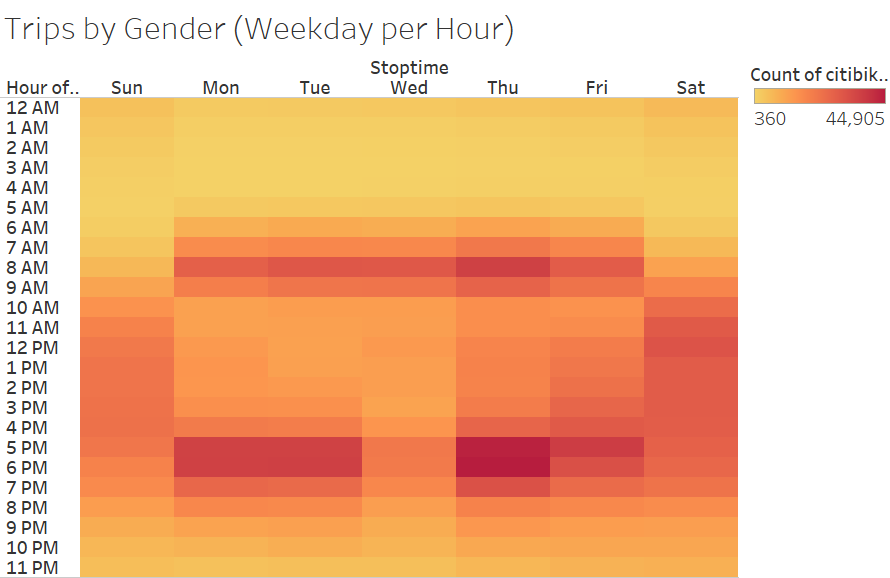 Trips by Gender (Weekday per Hour)
Stoptime
Hour of.. Sun Mon Tue Wed Thu Fri Sat
12 AM
1 AM
2 AM
3 AM
4 AM
5 AM
6 AM
7 AM
8 AM
9 AM
10 AM
11 AM
12 PM
1 PM
2 PM
3 PM
4 PM
5 PM
6 PM
7 PM
8 PM
9 PM
10 PM
11 PM
Count of citibik..
360 44,905